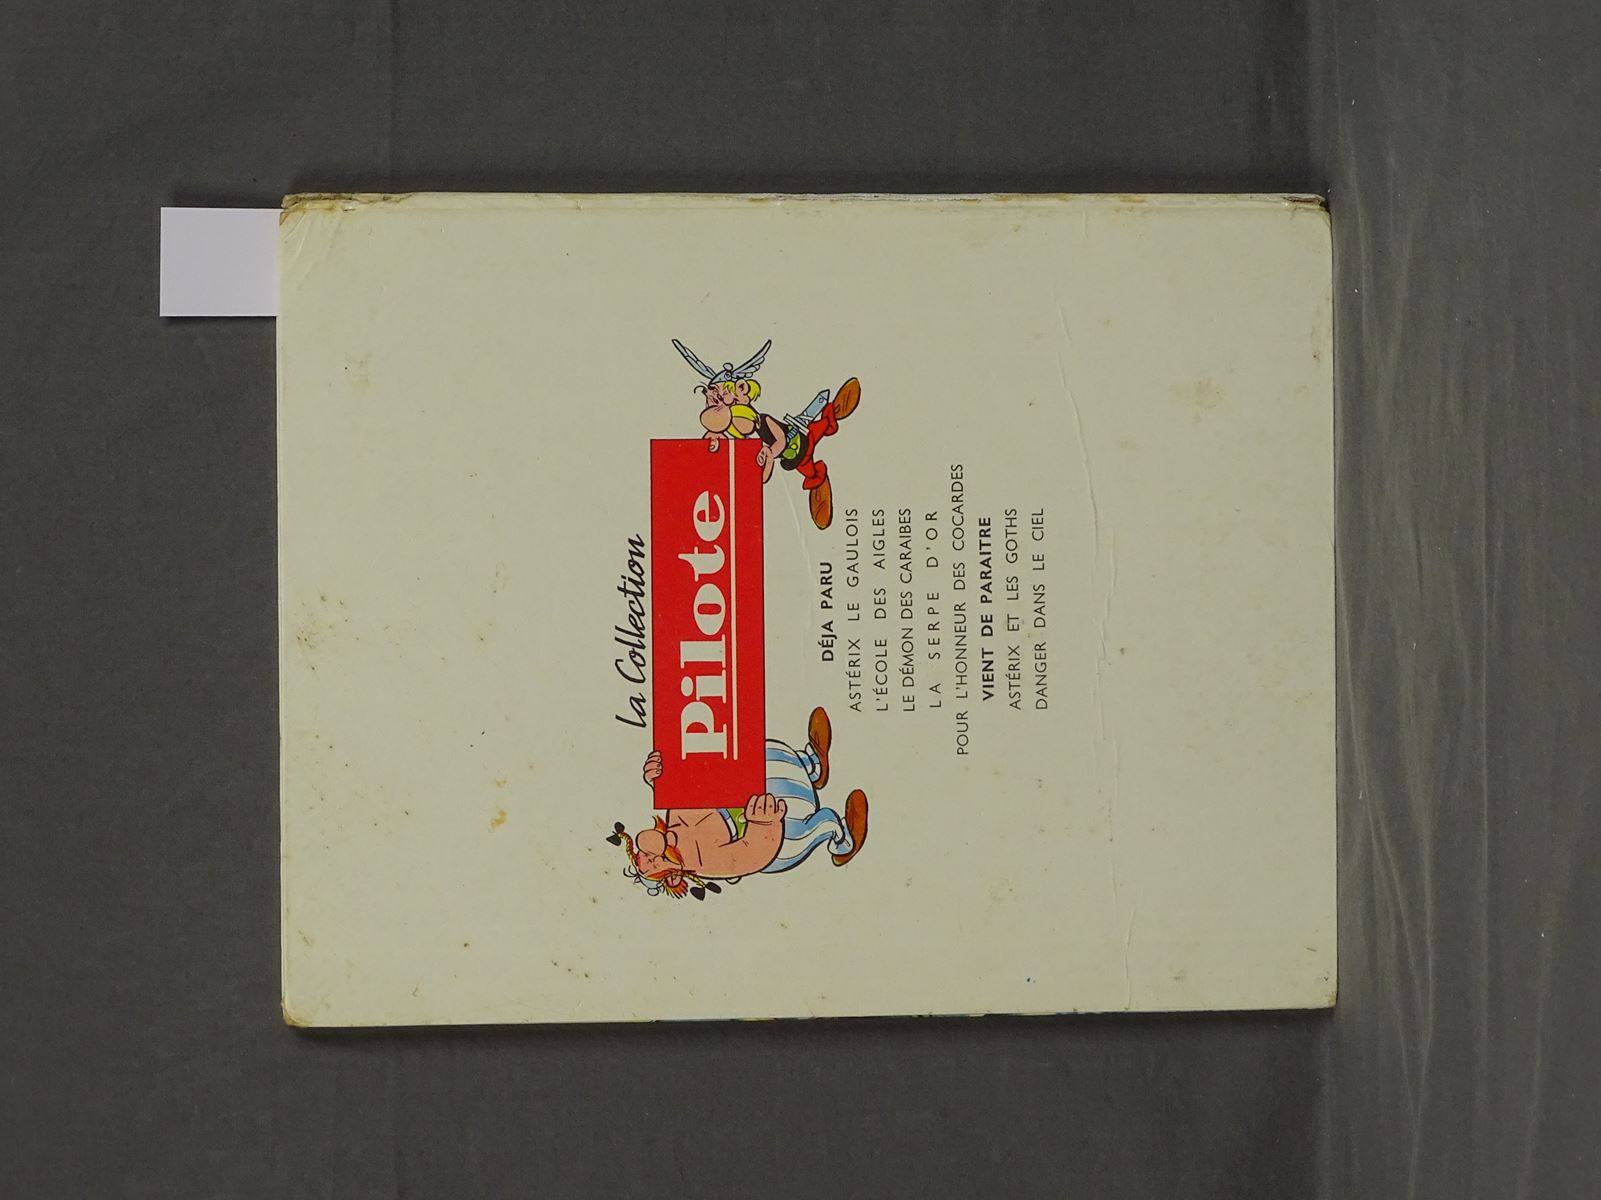 la Collection
Pilote
DÉJA PARU
ASTÉRIX LE GAULOIS
L'ÉCOLE DES AIGLES
LE DÉMON DES CARAIBES
LA SERPE D'OR
POUR L'HONNEUR DES COCARDES
VIENT DE PARAITRE
ASTÉRIX ET LES GOTHS
DANGER DANS LE CIEL